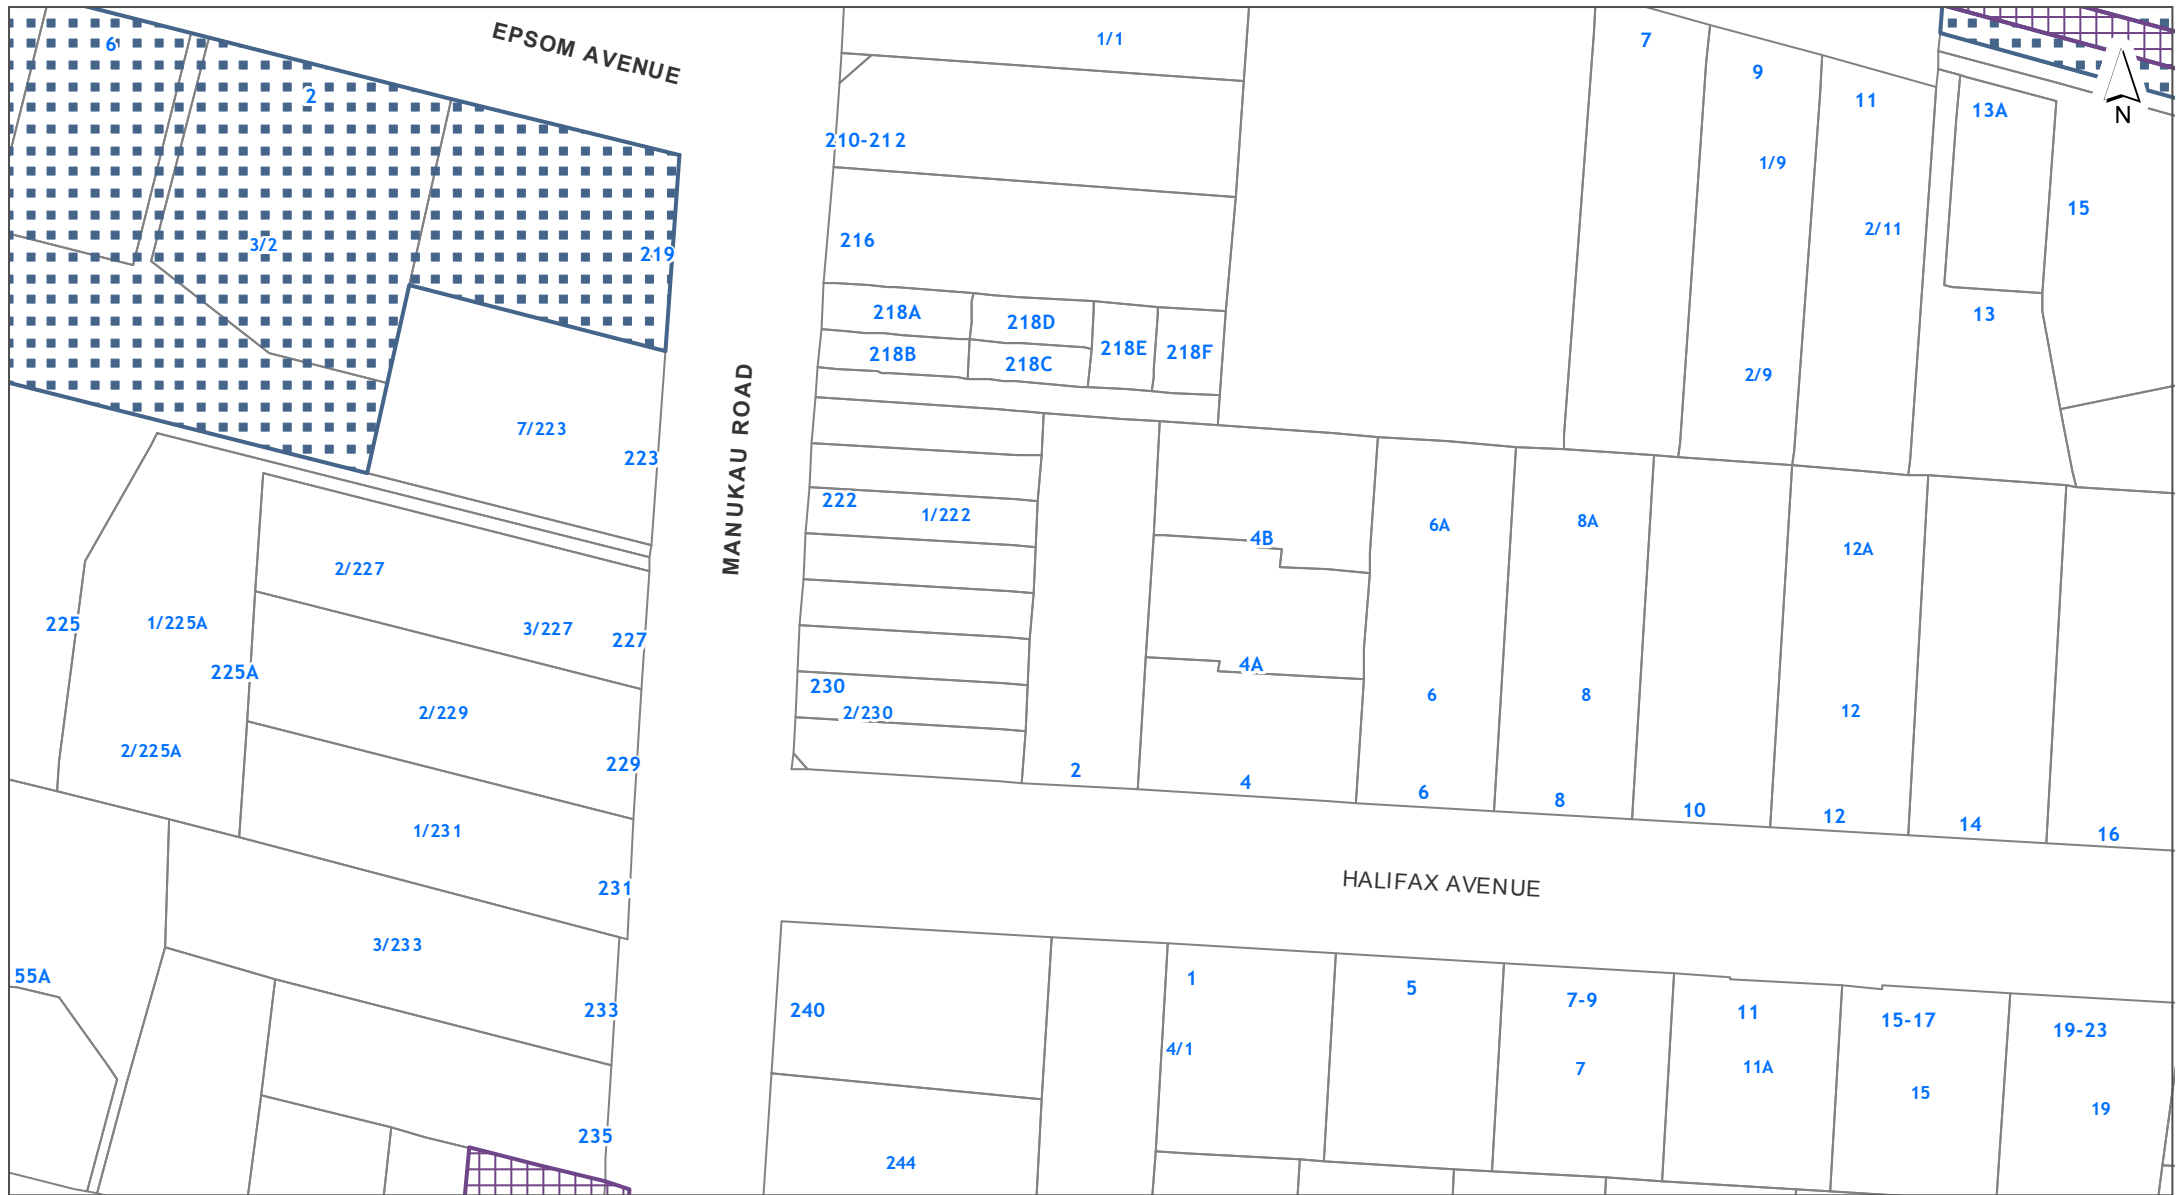 EPSOM AVENUE
6
2
3/2
219
7/223
223
225
1/225A
225A
2/225A
2/227
3/227
227
2/229
229
1/231
231
3/233
233
55A
235
MANUKAU ROAD
1/1
210-212
216
218A
218D
218B
218C
218E
218F
222
1/222
230
2/230
2
4B
4A
4
6A
6
6
8A
8
8
10
12A
12
12
14
16
7
9
1/9
2/9
11
2/11
13A
13
15
N
HALIFAX AVENUE
240
244
1
4/1
5
7-9
7
11
11A
15-17
15
19-23
19